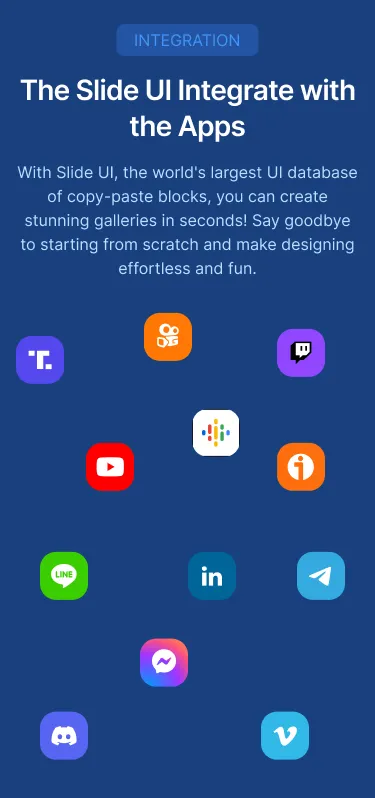 INTEGRATION
The Slide UI Integrate with
the Apps
With Slide UI, the world's largest UI database
of copy-paste blocks, you can create
stunning galleries in seconds! Say goodbye
to starting from scratch and make designing
effortless and fun.
LINE
in